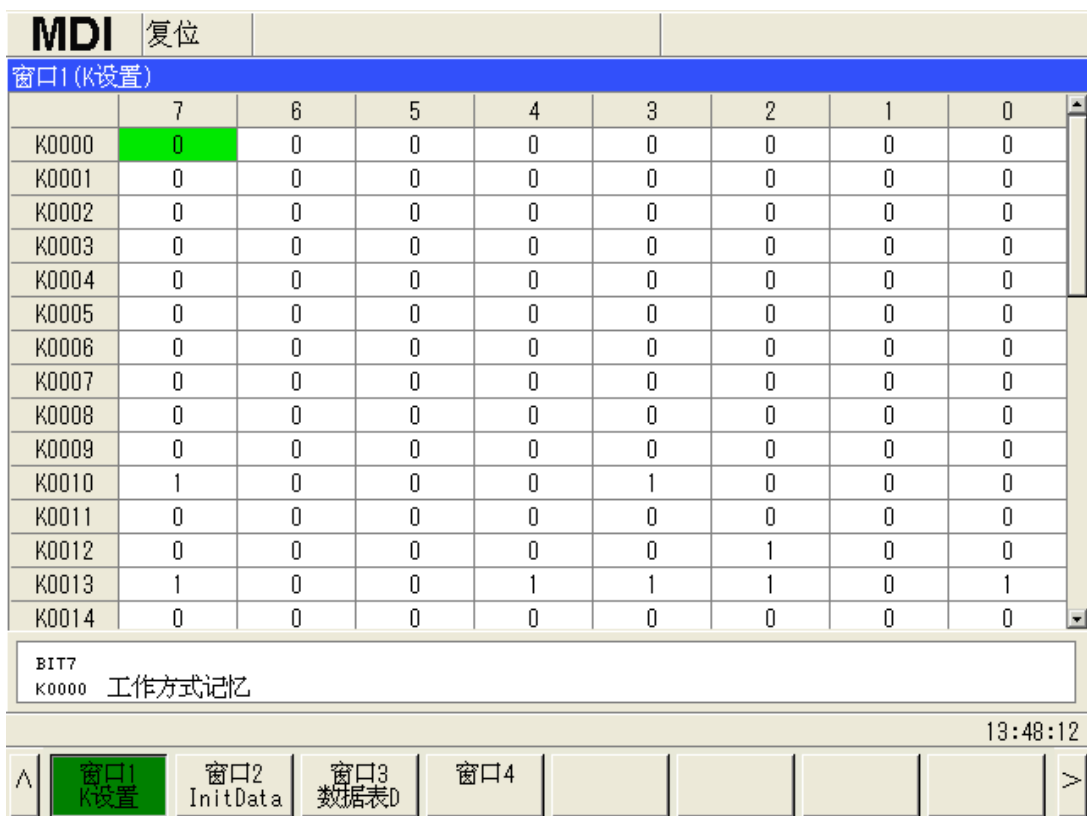 MDI 复位
窗口1(K设置)
7 6 5 4 3 2 1 0
K0000 0 0 0 0 0 0 0 0
K0001 0 0 0 0 0 0 0 0
K0002 0 0 0 0 0 0 0 0
K0003 0 0 0 0 0 0 0 0
K0004 0 0 0 0 0 0 0 0
K0005 0 0 0 0 0 0 0 0
K0006 0 0 0 0 0 0 0 0
K0007 0 0 0 0 0 0 0 0
K0008 0 0 0 0 0 0 0 0
K0009 0 0 0 0 0 0 0 0
K0010 1 0 0 0 1 0 0 0
K0011 0 0 0 0 0 0 0 0
K0012 0 0 0 0 0 1 0 0
K0013 1 0 0 1 1 1 0 1
K0014 0 0 0 0 0 0 0 0
BIT7
K0000 工作方式记忆
13:48:12
窗口1 窗口2 窗口3 窗口4
K设置 InitData 数据表D